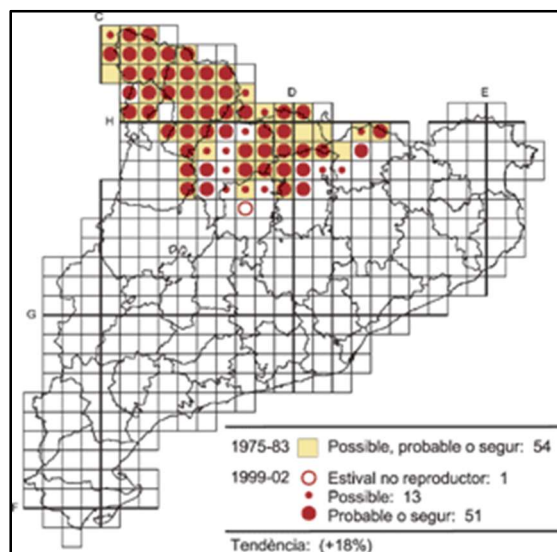 C
D
E
H
G
F
1975-83 Possible, probable o segur: 54
1999-02 Estival no reproductor: 1
Possible: 13
Probable o segur: 51
Tendència: (+18%)